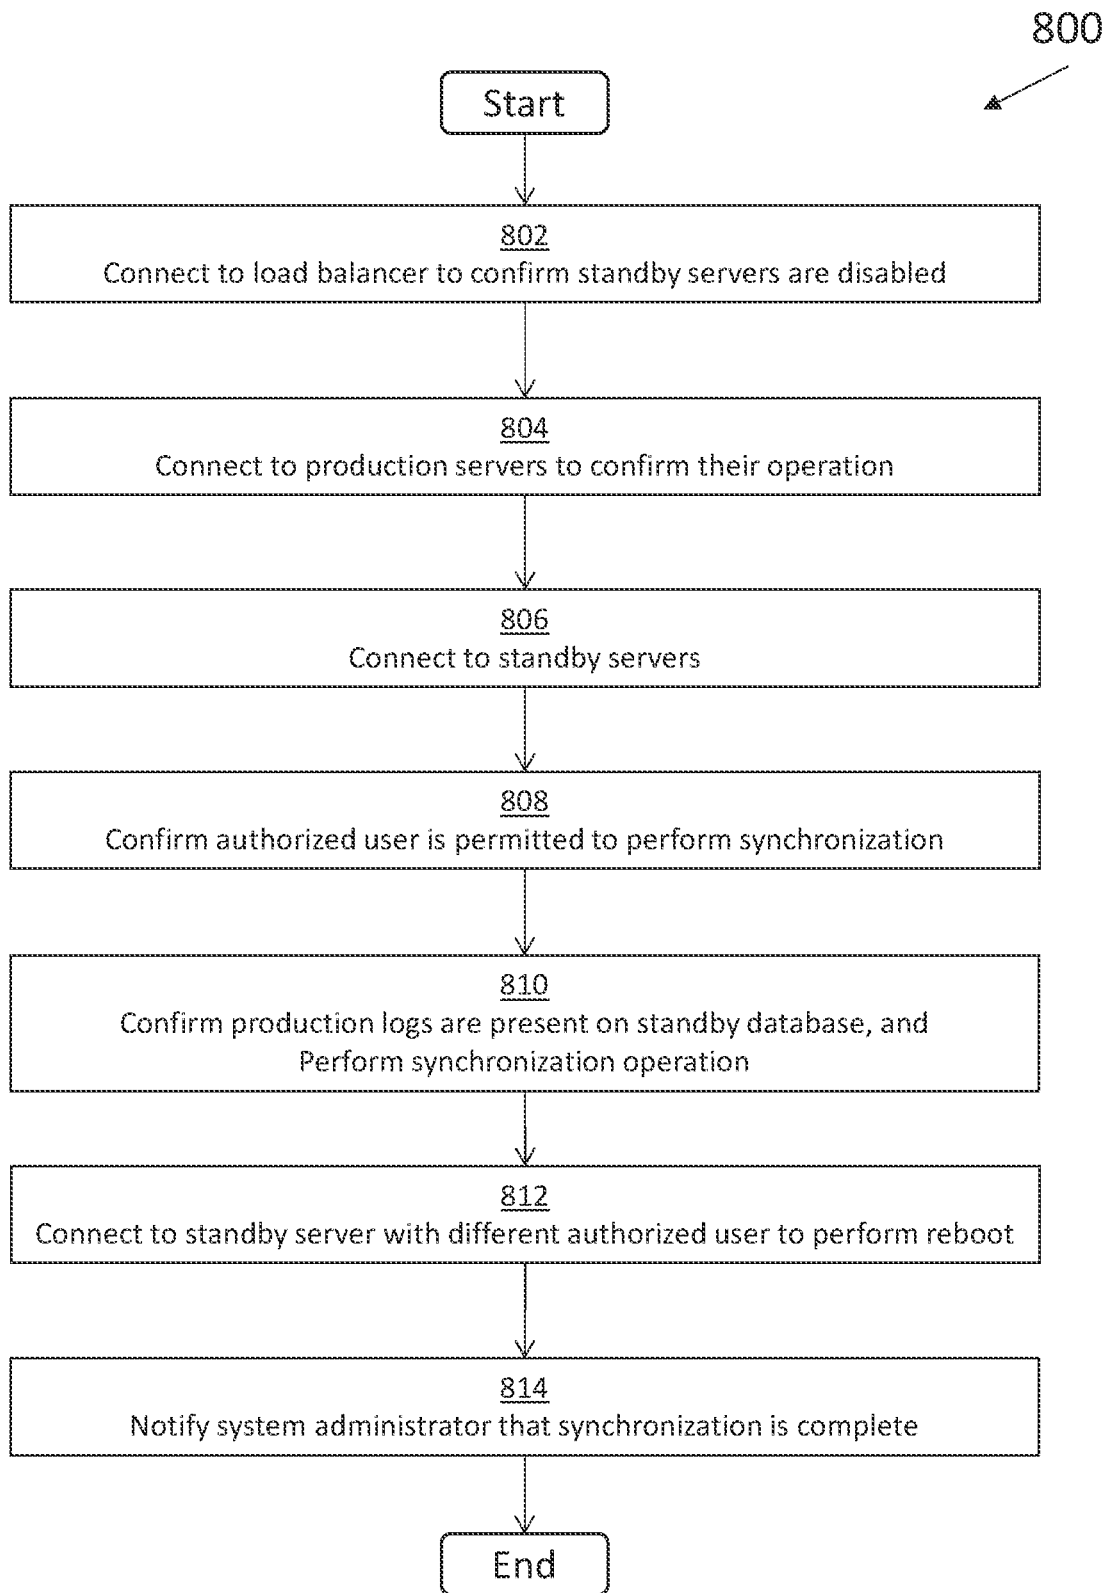 800
Start
802
Connect to load balancer to confirm standby servers are disabled
804
Connect to production servers to confirm their operation
806
Connect to standby servers
808
Confirm authorized user is permitted to perform synchronization
810
Confirm production logs are present on standby database, and
Perform synchronization operation
812
Connect to standby server with different authorized user to perform reboot
814
Notify system administrator that synchronization is complete
End